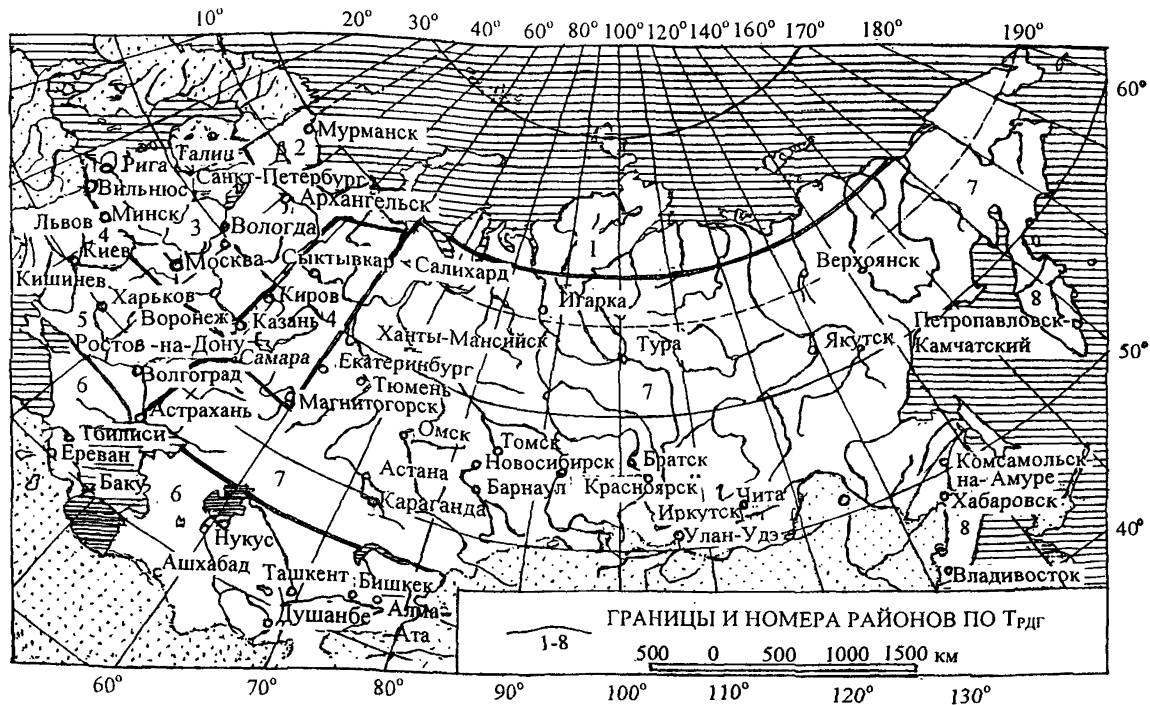 10° 20° 30° 40° 60° 80° 100° 120° 140° 160° 170° 180° 190°
60°
Мурманск
2
3
Талин
Рига
Санкт-Петербург
Вильнюс
Архангельск
7
Львов
Минск
3
Вологда
4
Киев
Москва
Сыктывкар
Салихард
1
Верхоянск
Кишинев
Харьков
Киров
Игарка
8
Воронеж
Казань
4
Ханты-Мансийск
Тура
Якутск
Петропавловск-
Камчатский
5
Ростов-на-Дону
Самара
Екатеринбург
50°
6
Волгоград
Тюмень
7
Астрахань
Магнитогорск
Тбилиси
Омск
Томск
Ереван
Новосибирск
Братск
Комсамольск-
на-Амуре
Баку
6
7
Астана
Барнаул
Красноярск
Чита
Хабаровск
Караганда
Иркутск
Нукус
Улан-Удэ
8
40°
Ашхабад
Ташкент
Бишкек
Владивосток
Душанбе
Алма-
Ата
ГРАНИЦЫ И НОМЕРА РАЙОНОВ ПО ТРДГ
1-8
500 0 500 1000 1500 км
60° 70° 80° 90° 100° 110° 120° 130°